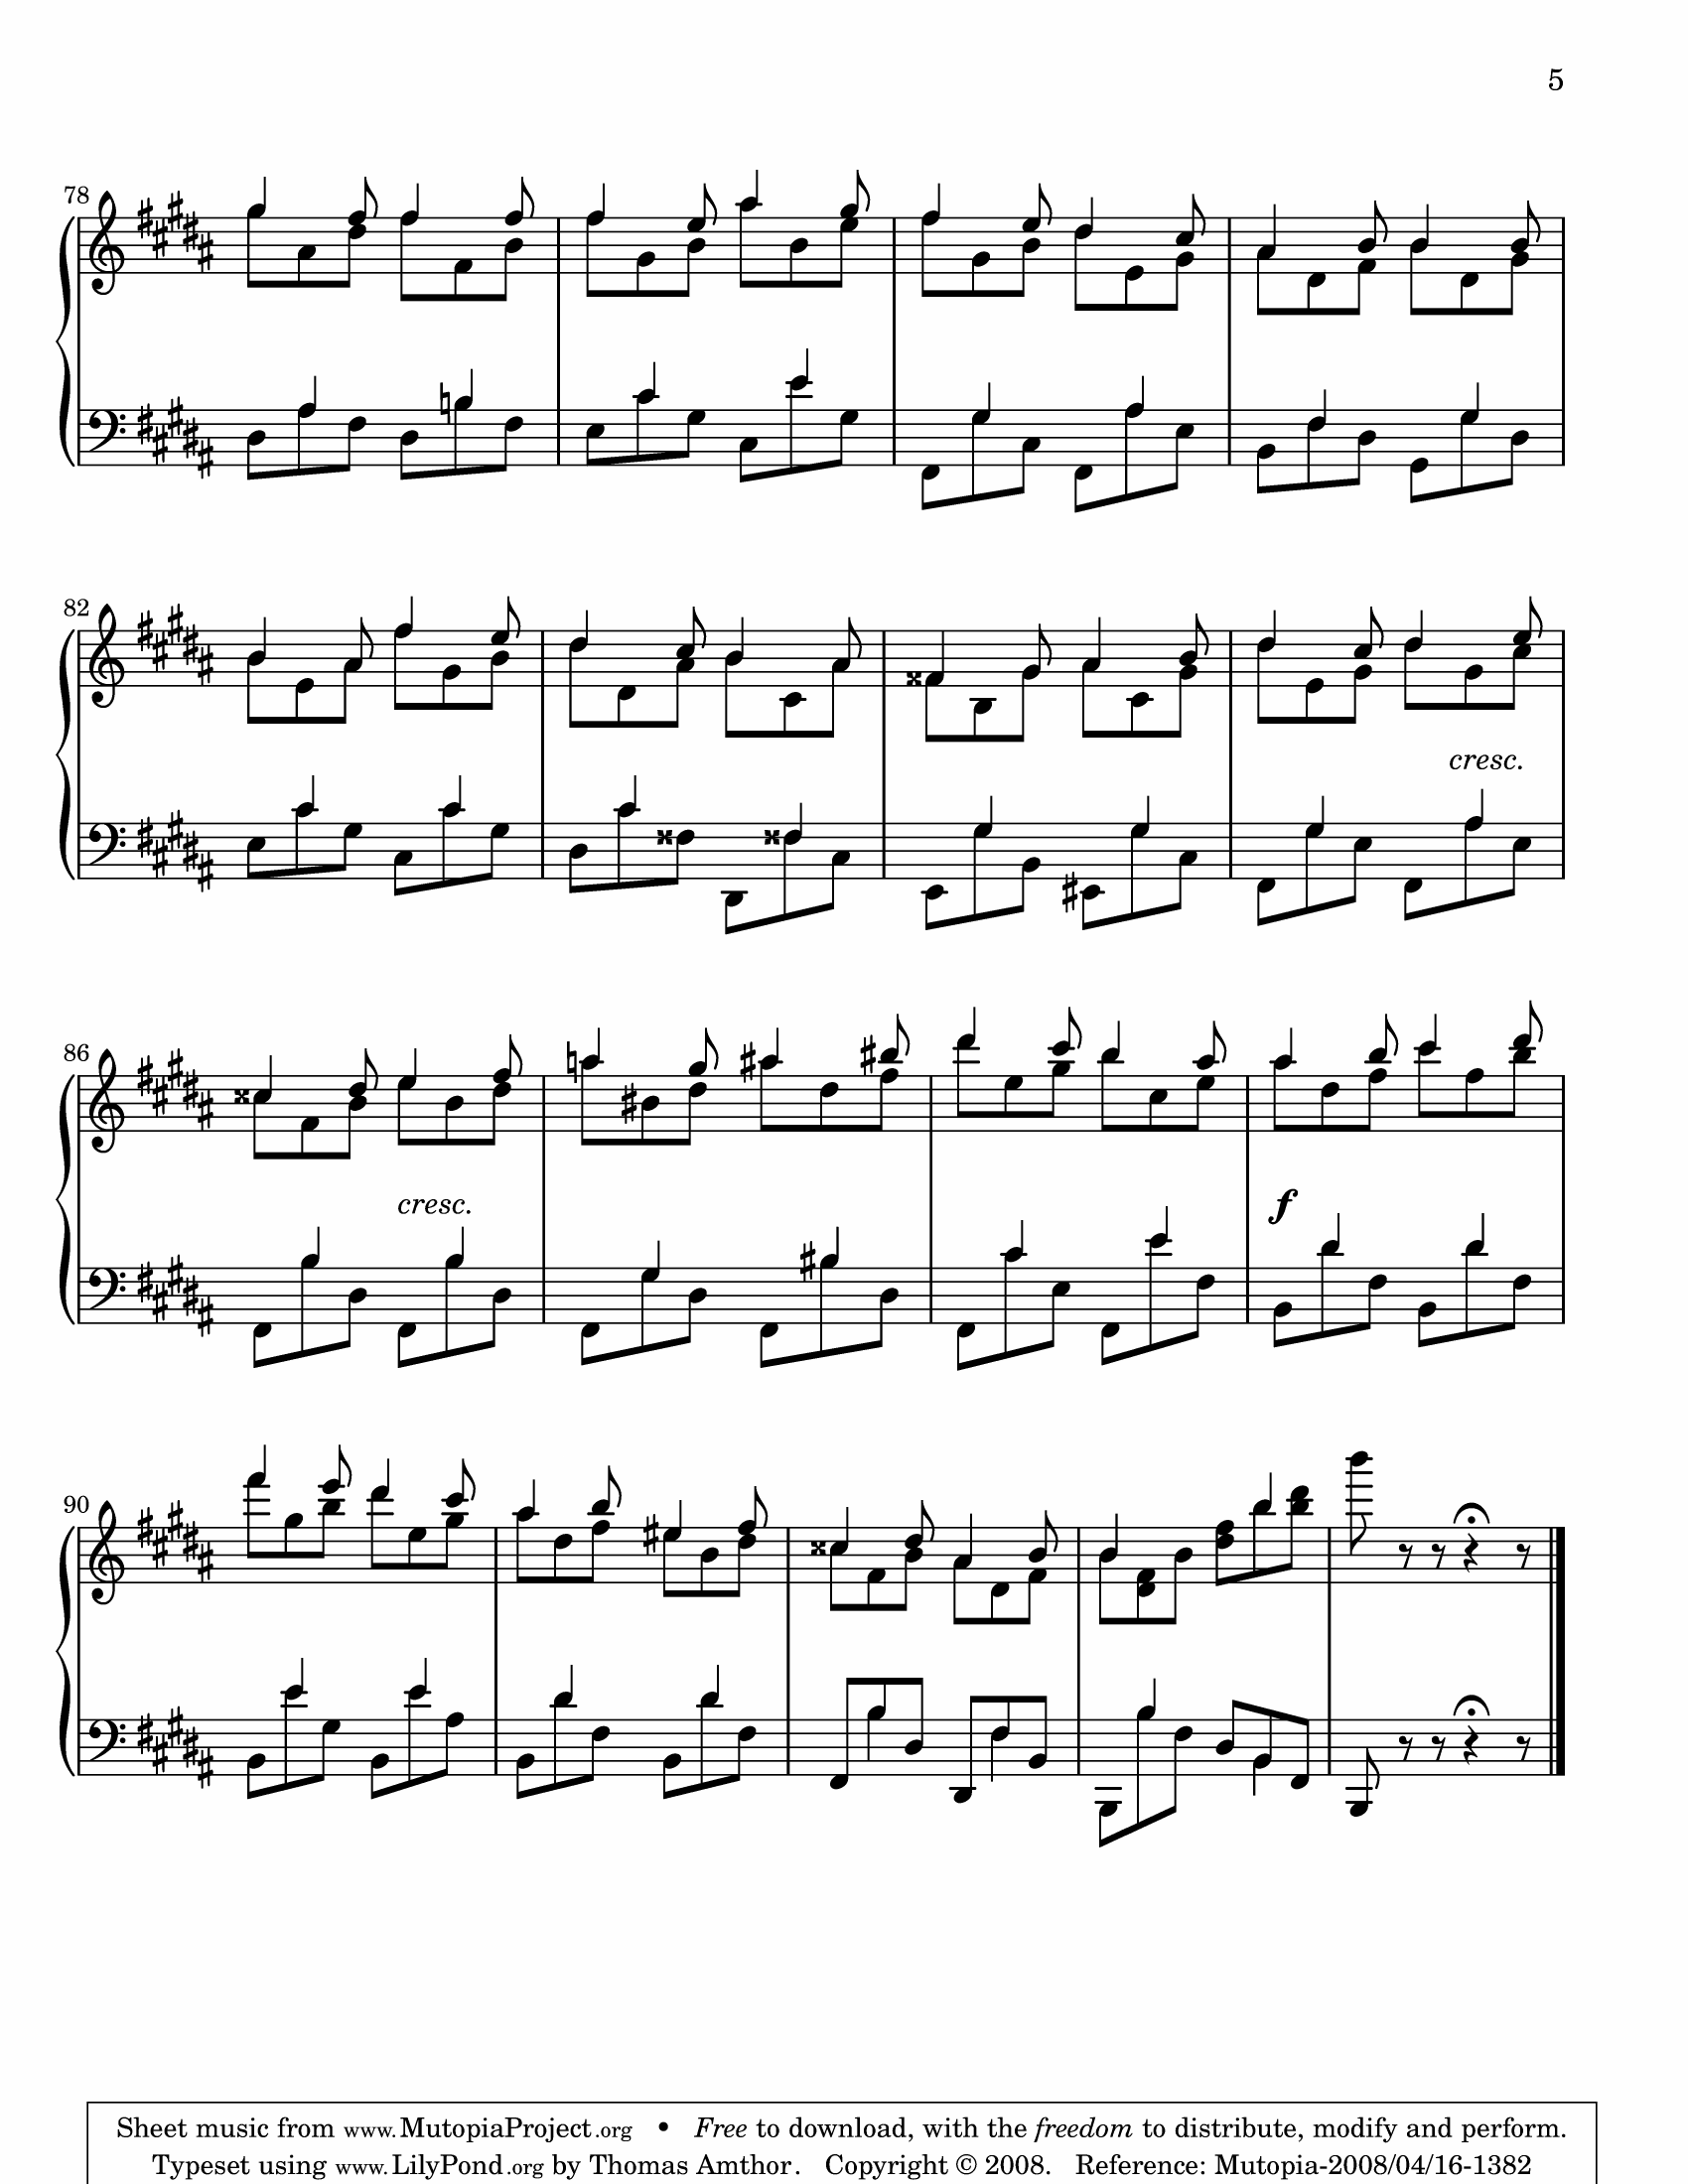 5
78
82
cresc.
86
cresc.
f
90
Sheet music from www.MutopiaProject.org • Free to download, with the freedom to distribute, modify and perform.
Typeset using www.LilyPond.org by Thomas Amthor. Copyright © 2008. Reference: Mutopia-2008/04/16-1382